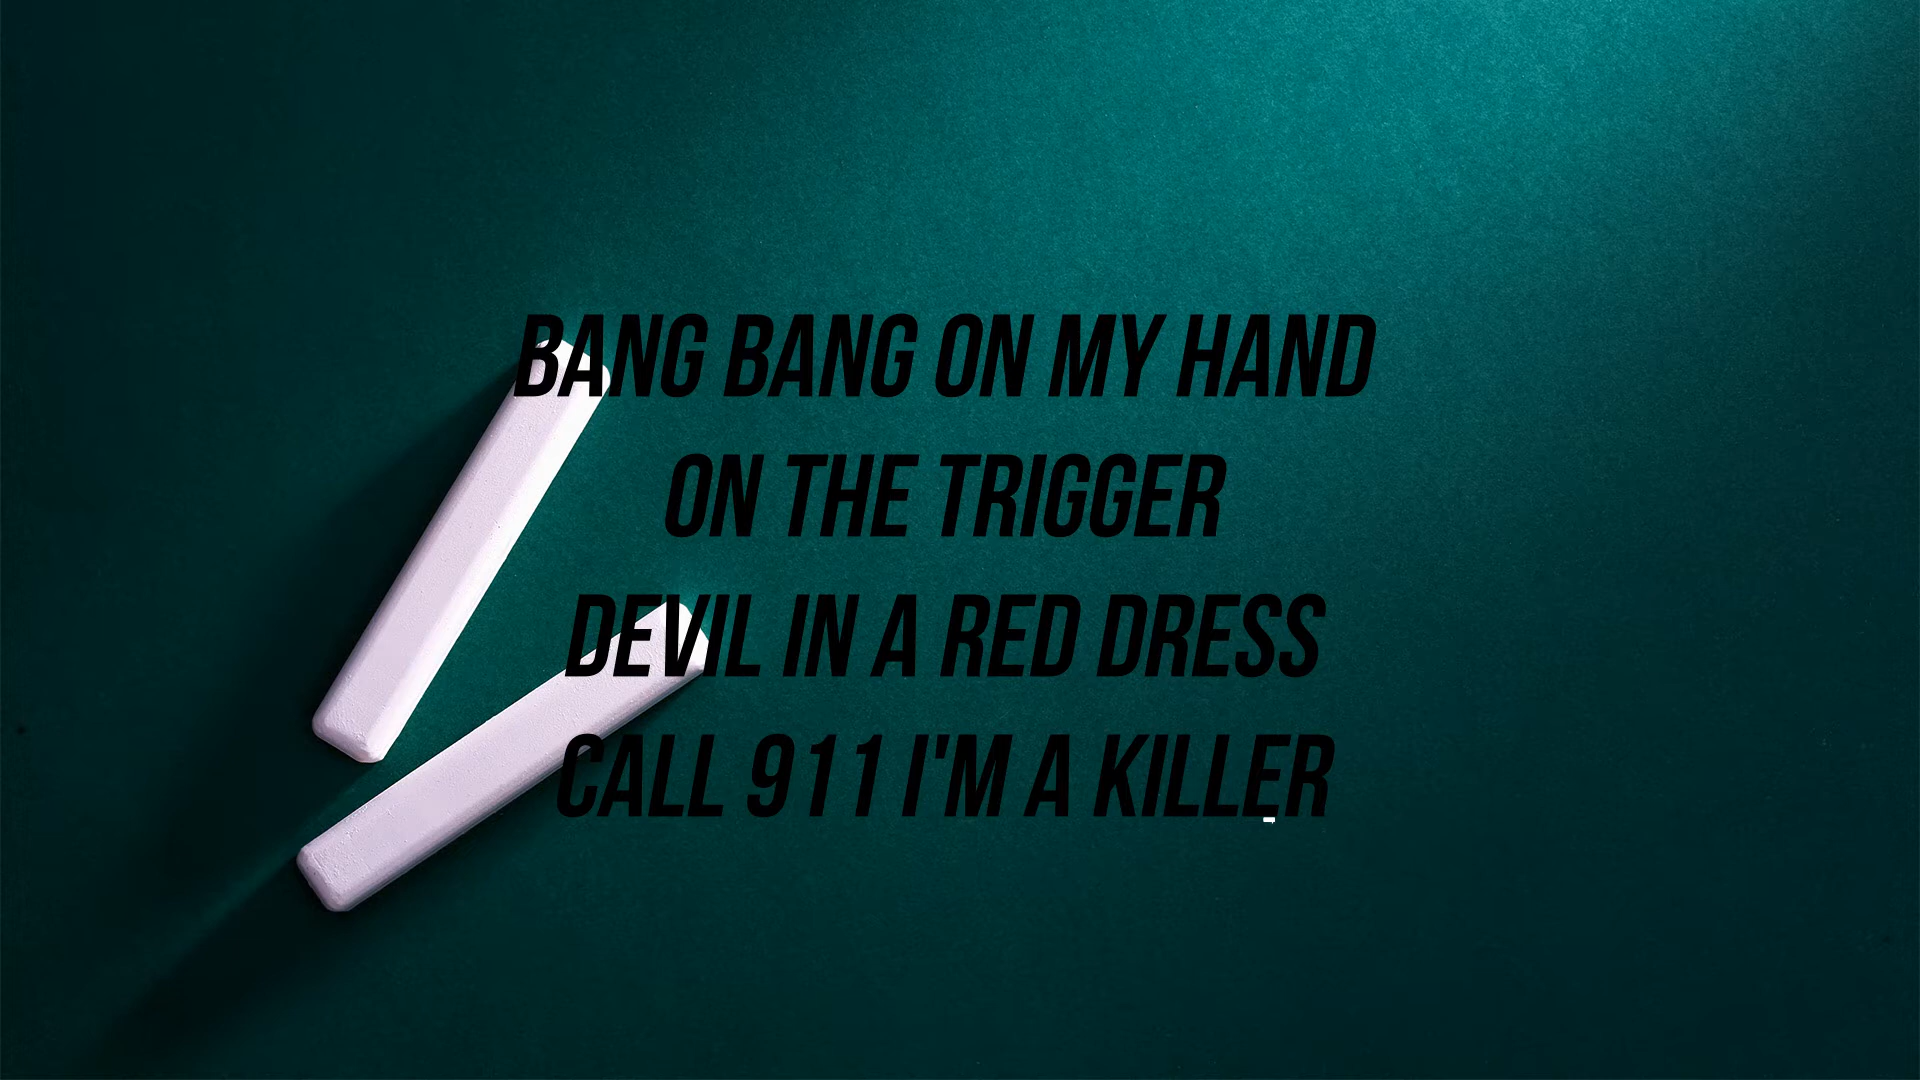 BANG BANG ON MY HAND
ON THE TRIGGER
DEVIL IN A RED DRESS
CALL 911 I'M A KILLER